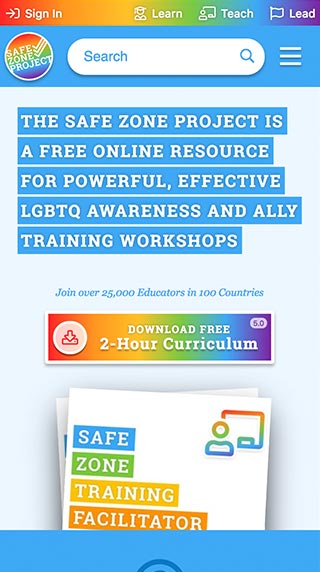 Sign In
Learn
Teach
Lead
SAFE
ZONE
PROJECT
Search
THE SAFE ZONE PROJECT IS
A FREE ONLINE RESOURCE
FOR POWERFUL, EFFECTIVE
LGBTQ AWARENESS AND ALLY
TRAINING WORKSHOPS
Join over 25,000 Educators in 100 Countries
DOWNLOAD FREE
5.0
2-Hour Curriculum
SAFE
ZONE
TRAINING
FACILITATOR